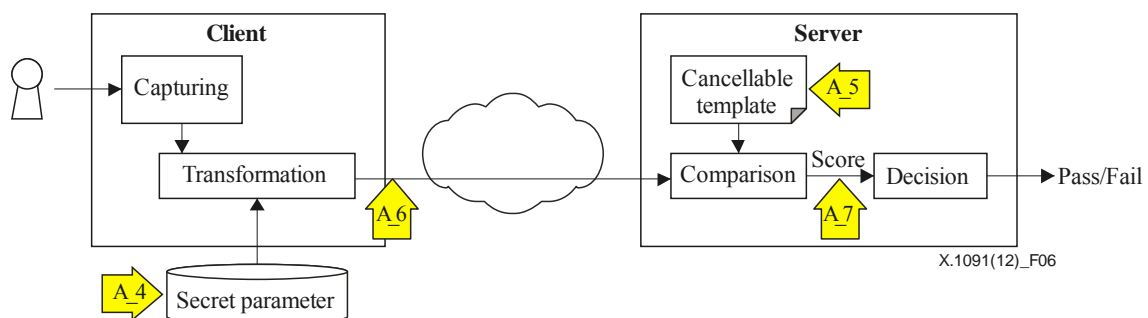 Client
Server
Capturing
Cancellable
template
A_5
Transformation
Comparison
Score
Decision
Pass/Fail
A_6
A_7
X.1091(12)_F06
A_4
Secret parameter